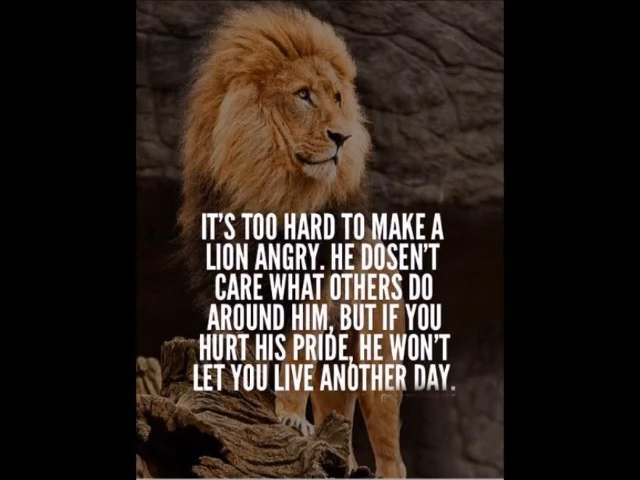 IT'S TOO HARD TO MAKE A
LION ANGRY. HE DOSEN'T
CARE WHAT OTHERS DO
AROUND HIM, BUT IF YOU
HURT HIS PRIDE, HE WON'T
LET YOU LIVE ANOTHER DAY.